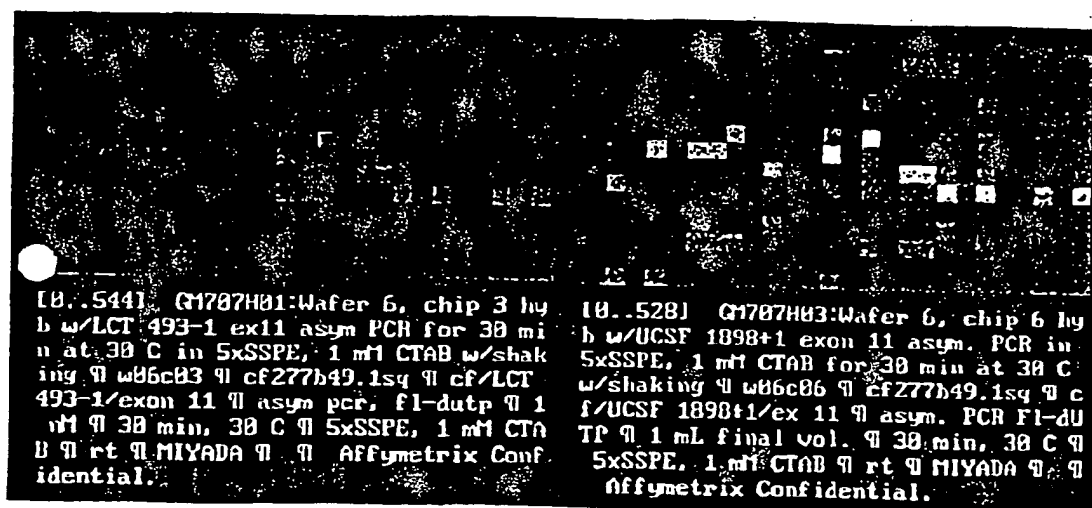 [0..544] QM707H01:Wafer 6, chip 3 hy
b w/LCT 493-1 ex11 asym PCR for 30 mi
n at 30 C in 5xSSPE, 1 mM CTAB w/shak
ing ¶ w06c03 ¶ cf277b49.1sq ¶ cf/LCT
493-1/exon 11 ¶ asym pcr, fl-dutp ¶ 1
mM ¶ 30 min, 30 C ¶ 5xSSPE, 1 mM CTA
B ¶ rt ¶ MIYADA ¶ ¶ Affymetrix Conf
idential.
[0..528] QM707H03:Wafer 6, chip 6 hy
b w/UCSF 1898+1 exon 11 asym. PCR in
5xSSPE, 1 mM CTAB for 30 min at 30 C
w/shaking ¶ w06c06 ¶ cf277b49.1sq ¶ c
f/UCSF 1898+1/ex 11 ¶ asym. PCR Fl-dU
TP ¶ 1 mL final vol. ¶ 30 min, 30 C ¶
5xSSPE, 1 mM CTAB ¶ rt ¶ MIYADA ¶ ¶
Affymetrix Confidential.